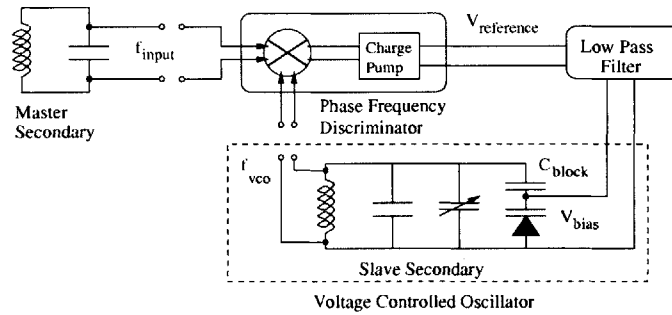 f_input
V_reference
Charge
Pump
Low Pass
Filter
Master
Secondary
Phase Frequency
Discriminator
f_vco
C_block
V_bias
Slave Secondary
Voltage Controlled Oscillator